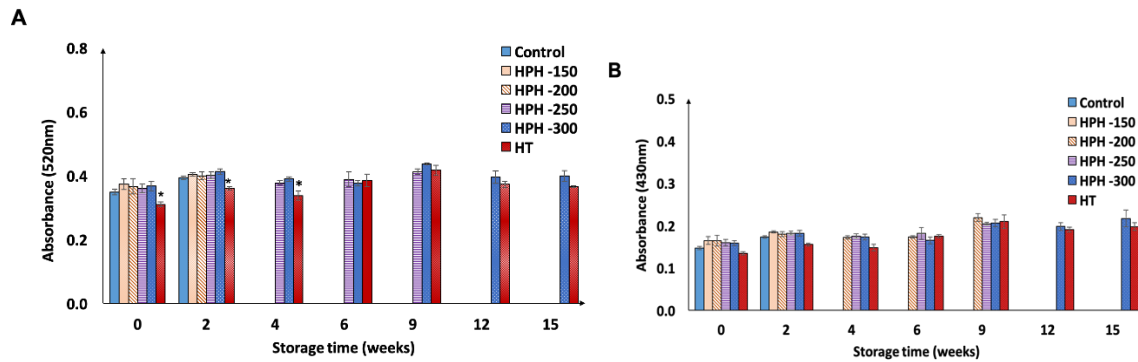 A
Absorbance (520nm)
0.8
0.6
0.4
0.2
0.0
* * *
Control
HPH -150
HPH -200
HPH -250
HPH -300
HT
0 2 4 6 9 12 15
Storage time (weeks)
B
Absorbance (430nm)
0.5
0.4
0.3
0.2
0.1
0.0
Control
HPH -150
HPH -200
HPH -250
HPH -300
HT
0 2 4 6 9 12 15
Storage time (weeks)